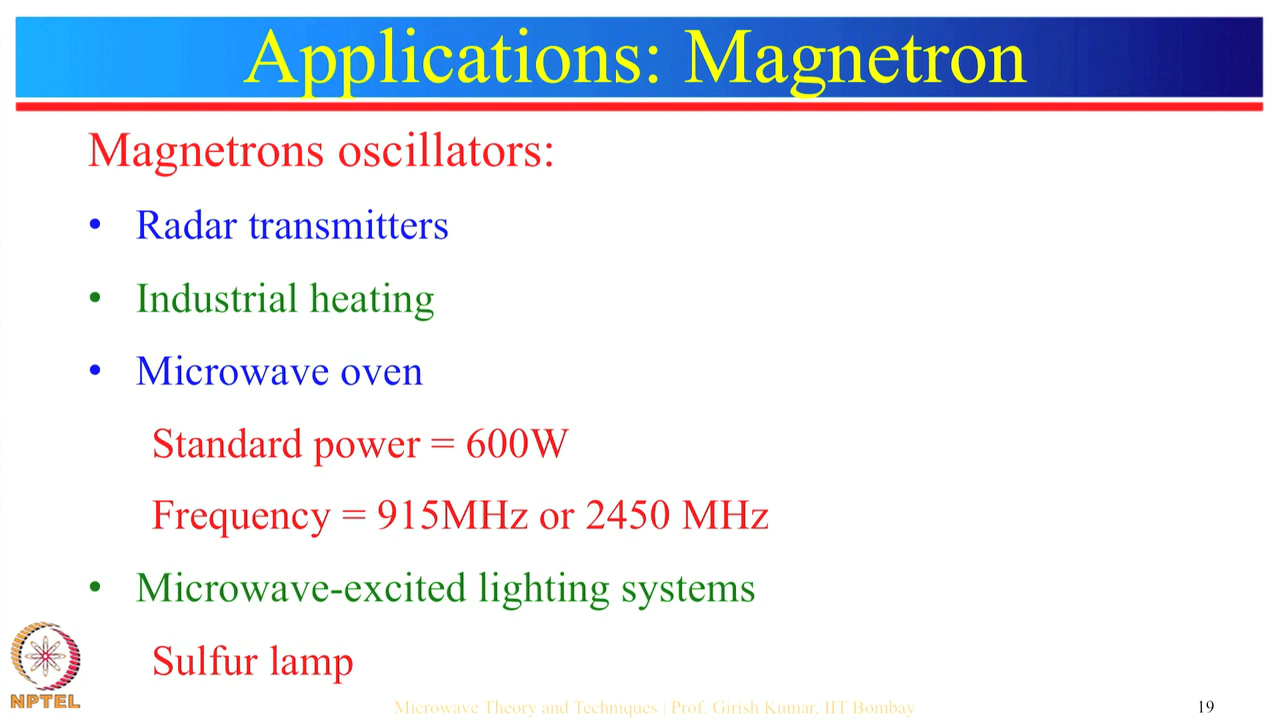 Applications: Magnetron
Magnetrons oscillators:
• Radar transmitters
• Industrial heating
• Microwave oven
Standard power = 600W
Frequency = 915MHz or 2450 MHz
• Microwave-excited lighting systems
Sulfur lamp
NPTEL
Microwave Theory and Techniques | Prof. Girish Kumar, IIT Bombay
19